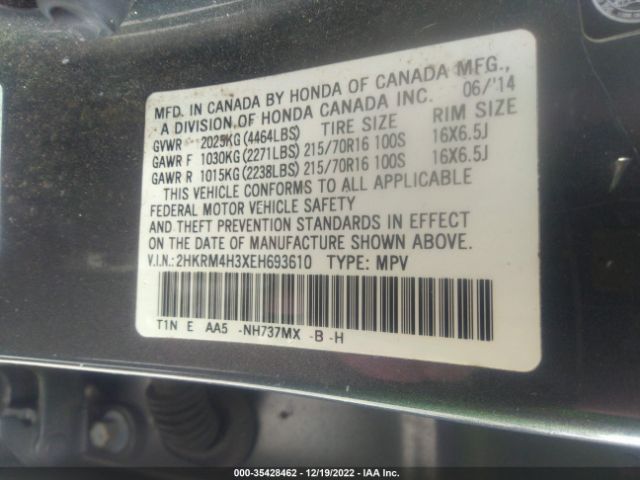 MFD. IN CANADA BY HONDA OF CANADA MFG.,
A DIVISION OF HONDA CANADA INC. 06/'14
GVWR 2025KG(4464LBS) TIRE SIZE RIM SIZE
GAWR F 1030KG(2271LBS)215/70R16 100S 16X6.5J
GAWR R 1015KG(2238LBS)215/70R16 100S 16X6.5J
THIS VEHICLE CONFORMS TO ALL APPLICABLE
FEDERAL MOTOR VEHICLE SAFETY
AND THEFT PREVENTION STANDARDS IN EFFECT
ON THE DATE OF MANUFACTURE SHOWN ABOVE.
V.I.N.:2HKRM4H3XEH693610 TYPE: MPV
T1N E AA5 -NH737MX -B -H
000-35428462 - 12/19/2022 - IAA Inc.